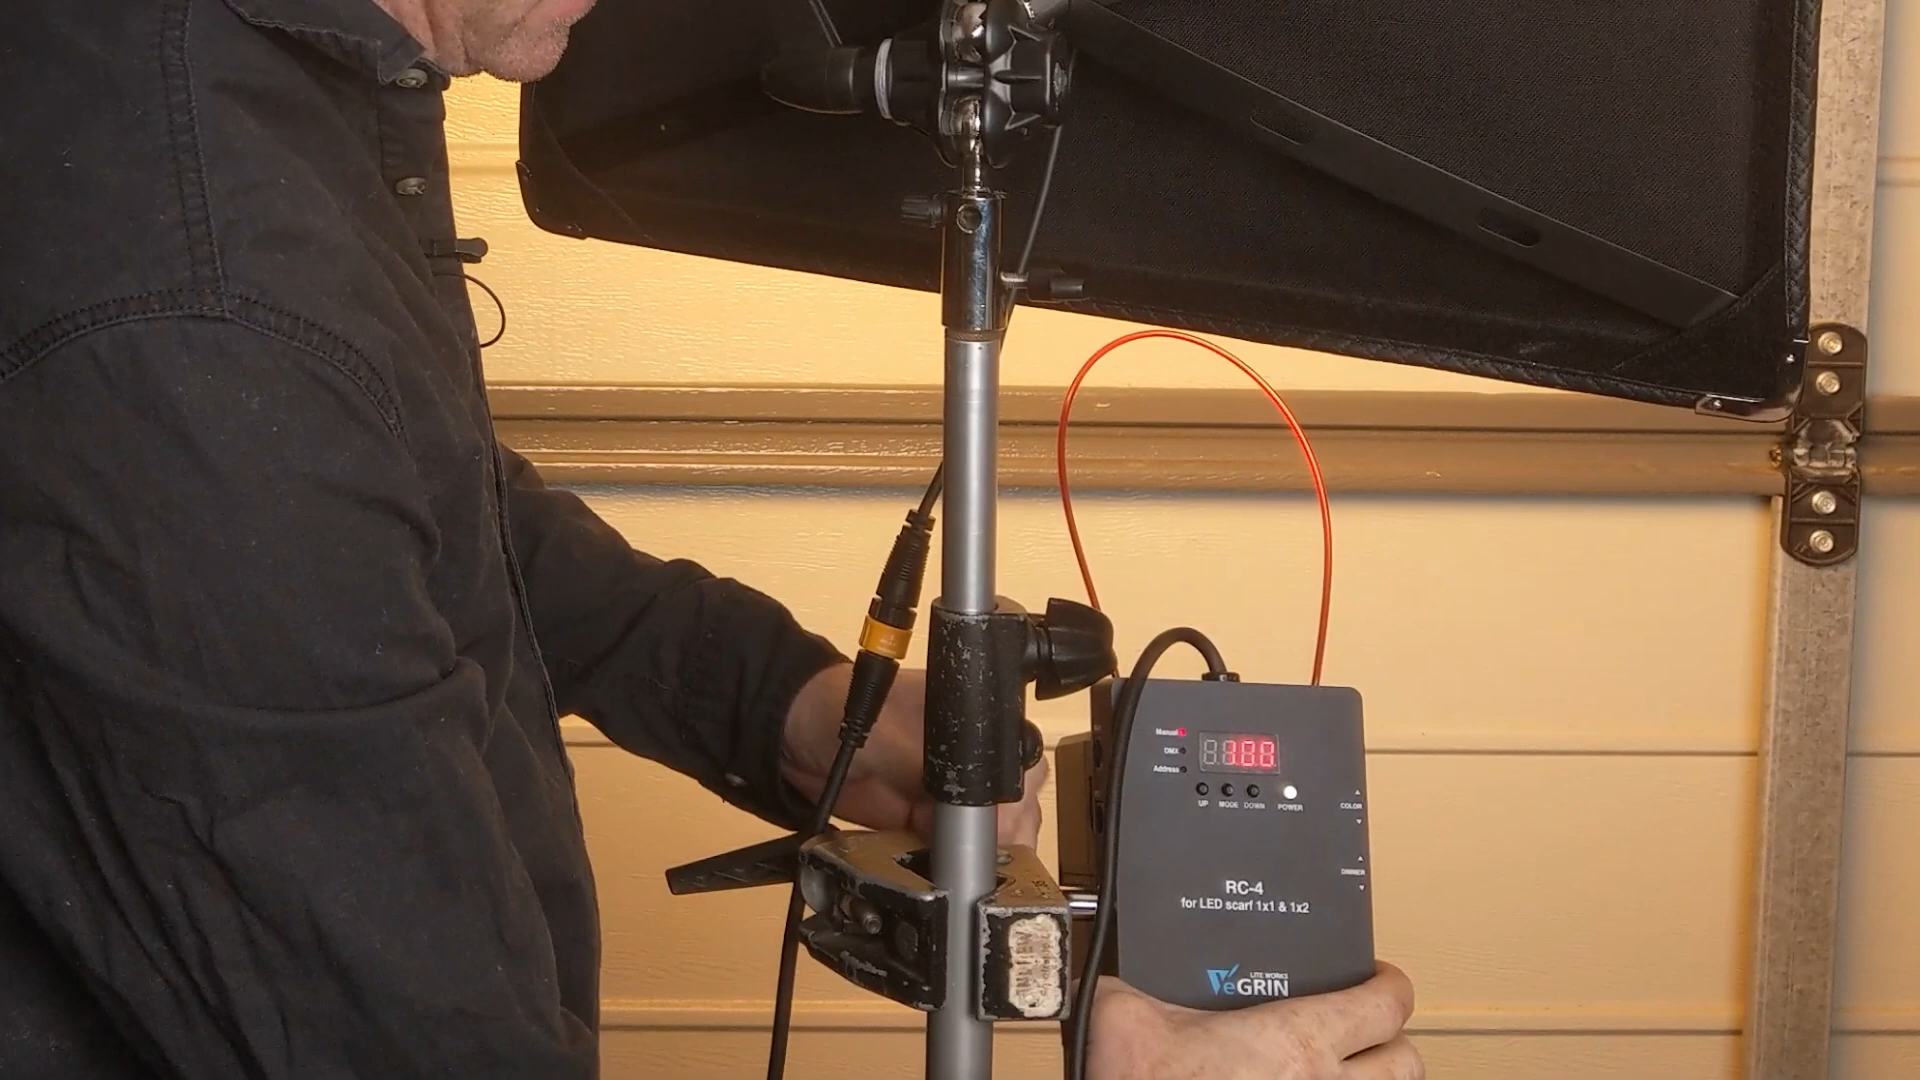 Manual
DMX
Address
100
UP MODE DOWN POWER
COLOR
DIMMER
RC-4
for LED scarf 1x1 & 1x2
LITE WORKS
VeGRIN